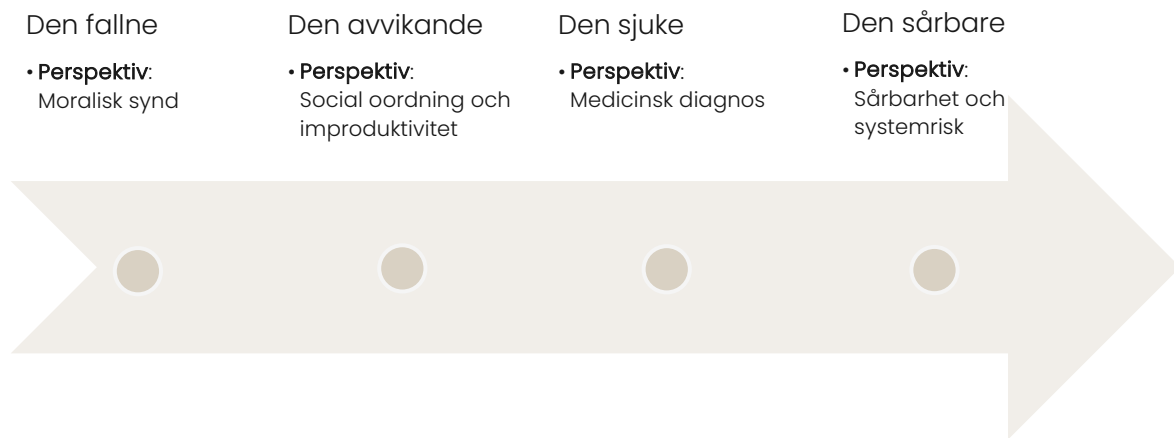 Den fallne
• Perspektiv:
Moralisk synd
Den avvikande
• Perspektiv:
Social oordning och
improduktivitet
Den sjuke
• Perspektiv:
Medicinsk diagnos
Den sårbare
• Perspektiv:
Sårbarhet och
systemrisk